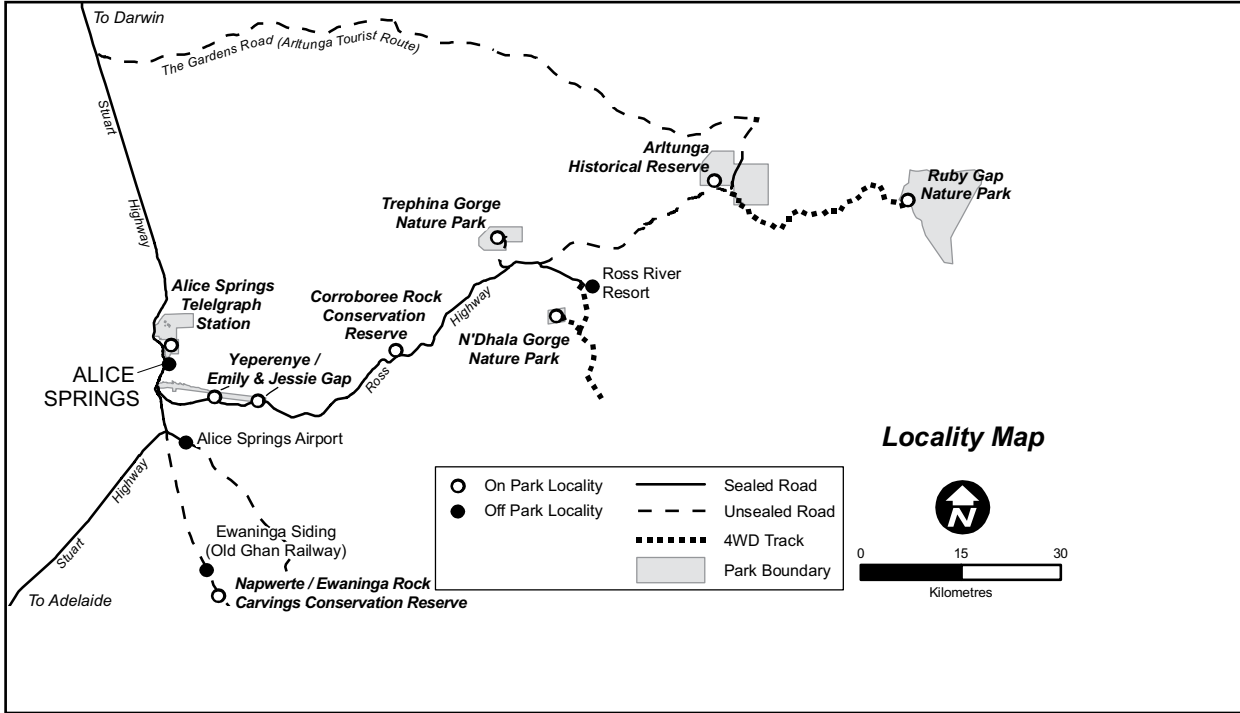 To Darwin
The Gardens Road (Arltunga Tourist Route)
Stuart
Highway
Arltunga
Historical Reserve
Ruby Gap
Nature Park
Trephina Gorge
Nature Park
Alice Springs
Telelgraph
Station
Corroboree Rock
Conservation
Reserve
Highway
Ross
Ross River
Resort
N'Dhala Gorge
Nature Park
Yeperenye /
Emily & Jessie Gap
ALICE
SPRINGS
Alice Springs Airport
Highway
Stuart
To Adelaide
Ewaninga Siding
(Old Ghan Railway)
Napwerte / Ewaninga Rock
Carvings Conservation Reserve
On Park Locality
Off Park Locality
Sealed Road
Unsealed Road
4WD Track
Park Boundary
Locality Map
N
0 15 30
Kilometres